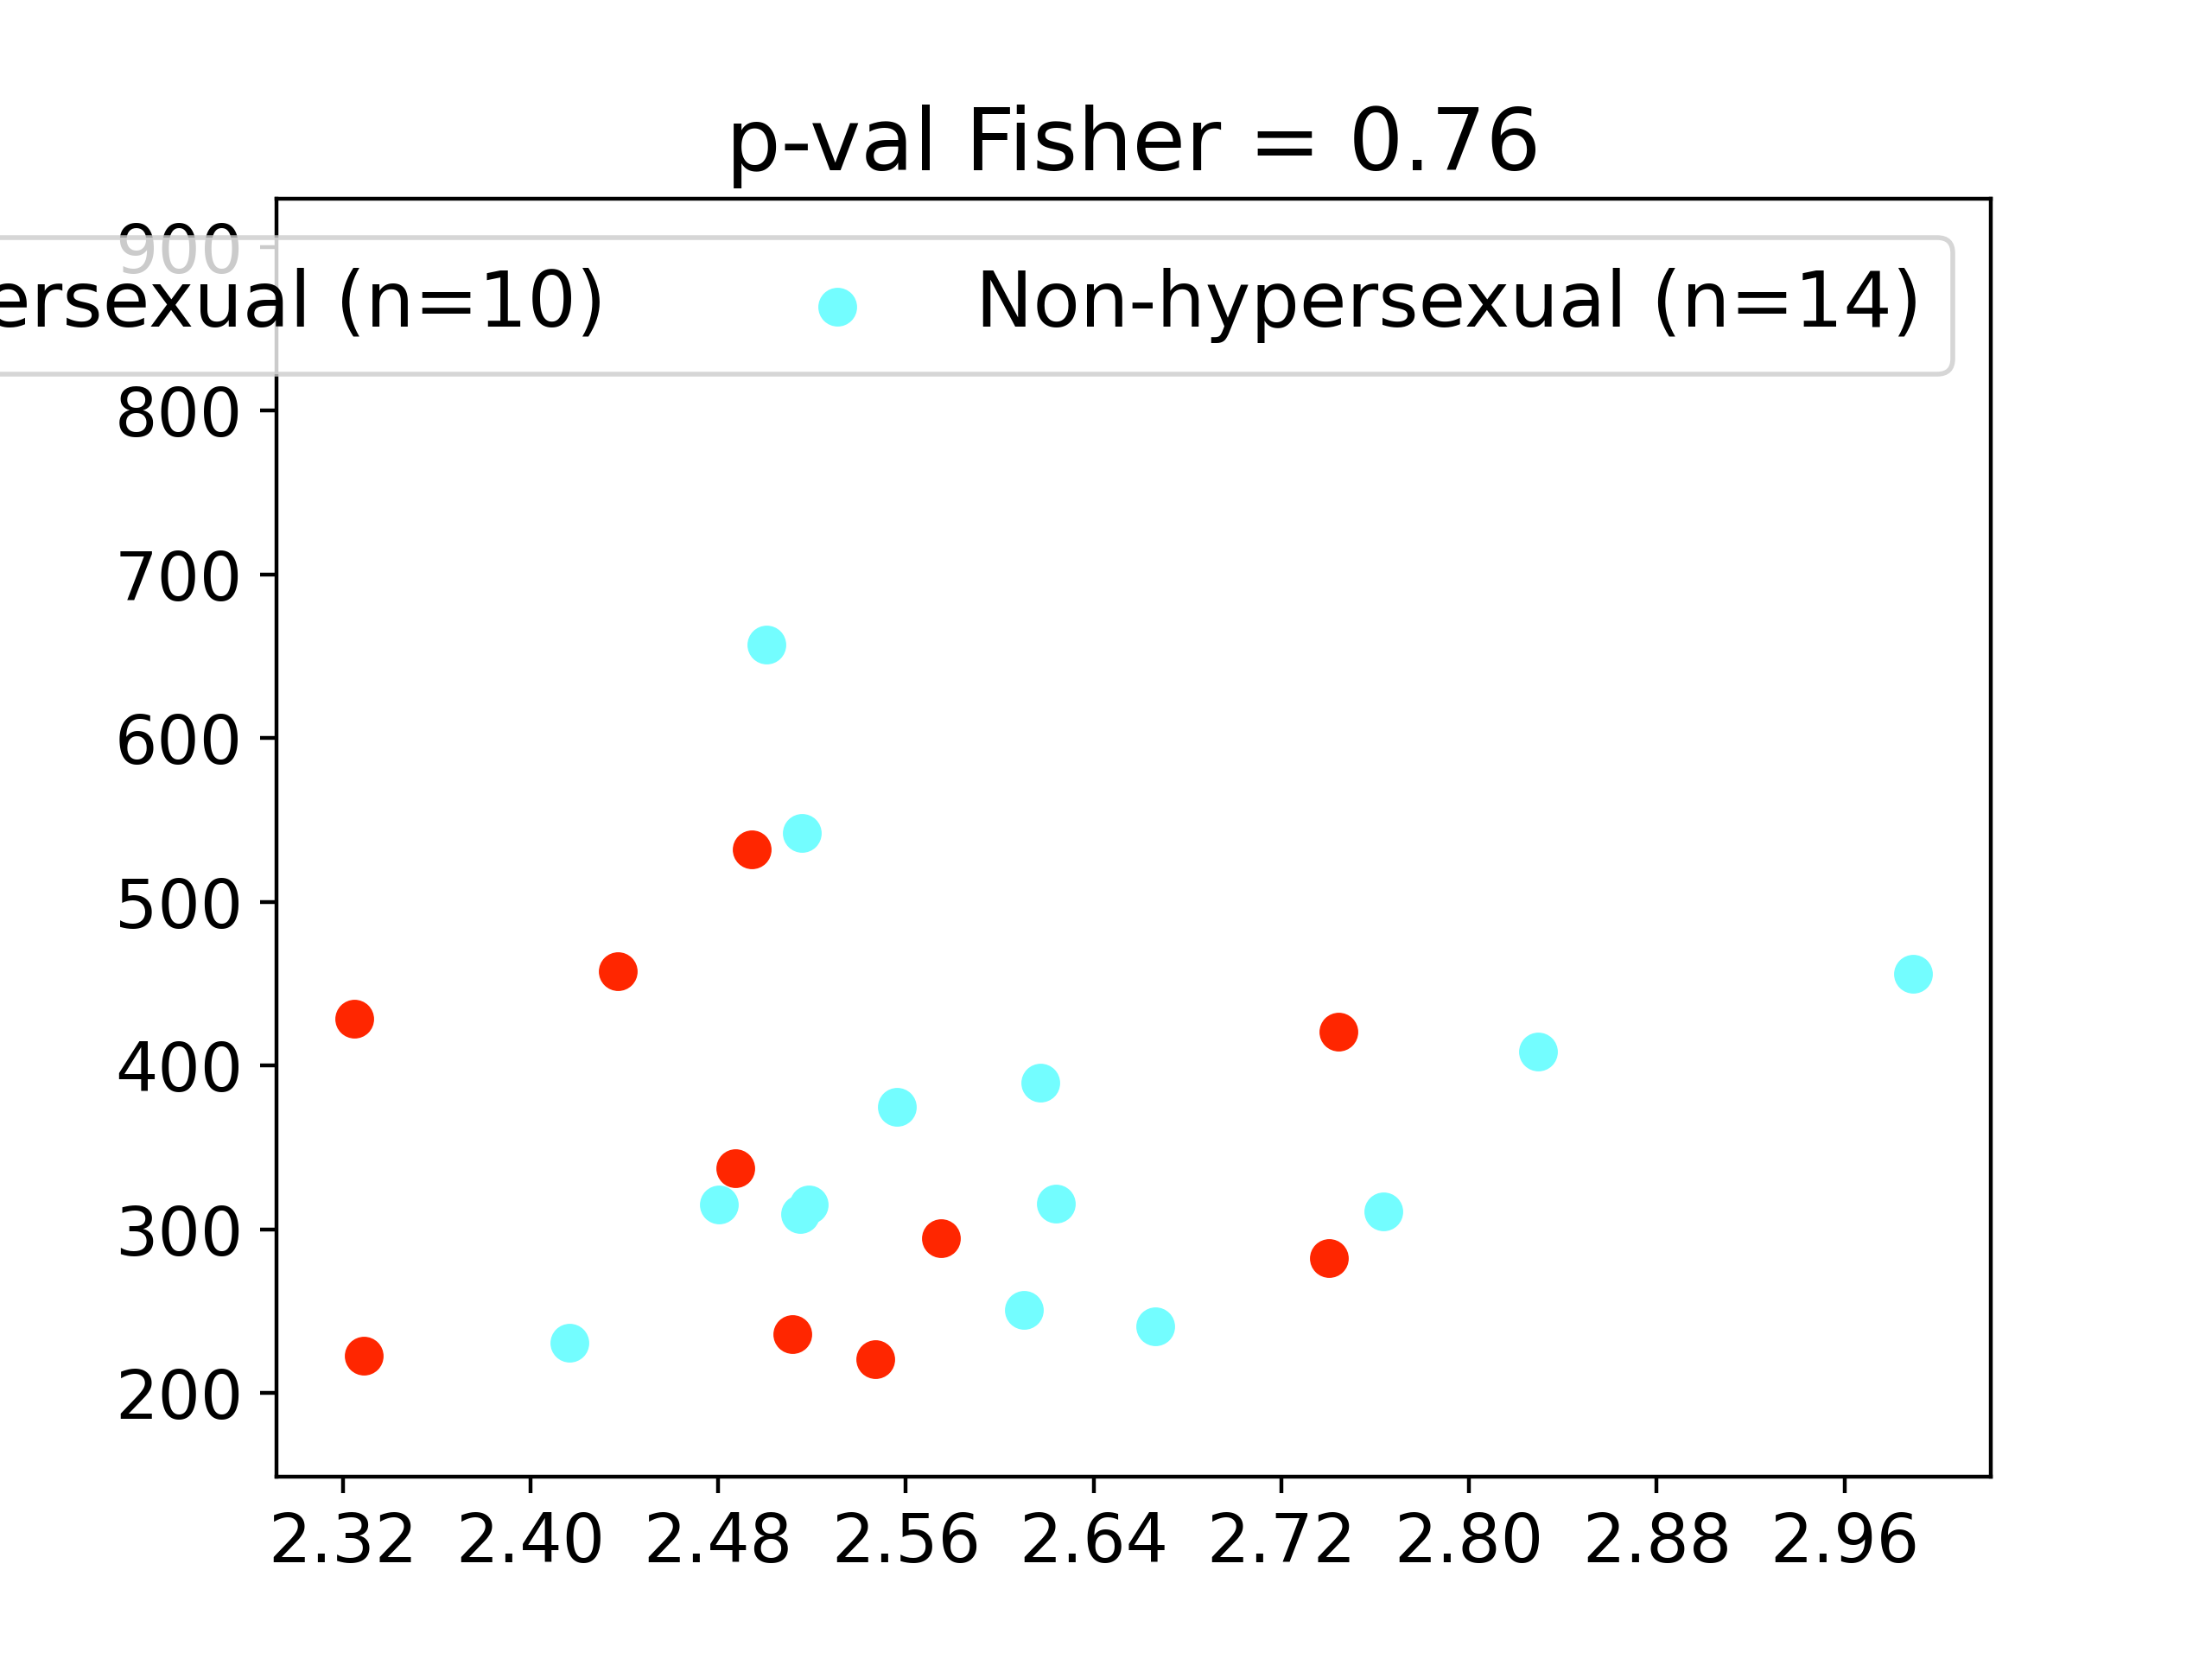 p-val Fisher = 0.76
900
ersexual (n=10) Non-hypersexual (n=14)
800
700
600
500
400
300
200
2.32 2.40 2.48 2.56 2.64 2.72 2.80 2.88 2.96